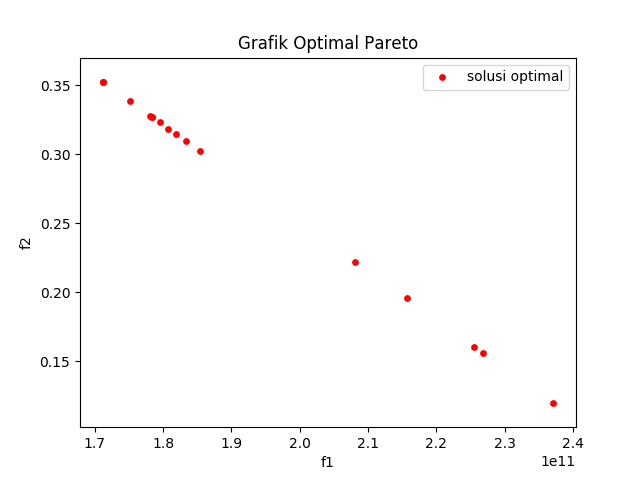 Grafik Optimal Pareto
solusi optimal
0.35
0.30
0.25
0.20
0.15
f2
1.7 1.8 1.9 2.0 2.1 2.2 2.3 2.4
1e11
f1